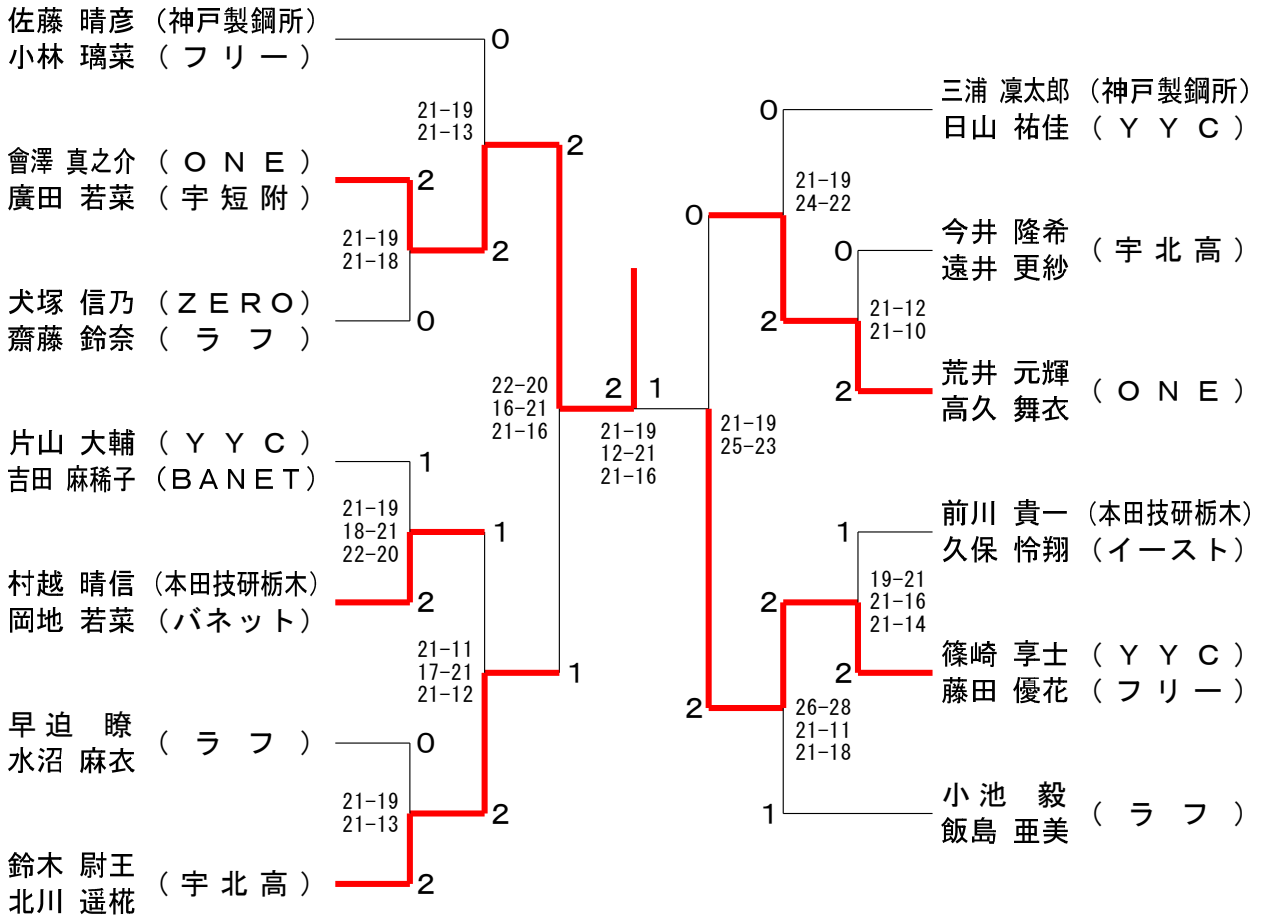 佐藤 晴彦 (神戸製鋼所)
小林 璃菜 ( フ リ ー )
0
21-19
21-13
2
會澤 真之介 ( Ｏ Ｎ Ｅ )
廣田 若菜 ( 宇 短 附 )
2
21-19
21-18
2
犬塚 信乃 (ＺＥＲＯ)
齋藤 鈴奈 ( ラ フ )
0
22-20
16-21
21-16
片山 大輔 ( Ｙ Ｙ Ｃ )
吉田 麻稀子 (ＢＡＮＥＴ)
1
21-19
18-21
22-20
1
村越 晴信 (本田技研栃木)
岡地 若菜 (バネット)
2
21-11
17-21
21-12
1
早 迫 瞭
水沼 麻衣
( ラ フ )
0
21-19
21-13
2
鈴木 尉王
北川 遥椛
( 宇 北 高 )
2
2 1
21-19
12-21
21-16
三浦 凜太郎 (神戸製鋼所)
日山 祐佳 ( Ｙ Ｙ Ｃ )
0
21-19
24-22
0
今井 隆希
遠井 更紗
( 宇 北 高 )
0
21-12
21-10
2
荒井 元輝
高久 舞衣
( Ｏ Ｎ Ｅ )
2
21-19
25-23
前川 貴一 (本田技研栃木)
久保 怜翔 (イースト)
1
19-21
21-16
21-14
2
篠崎 享士 ( Ｙ Ｙ Ｃ )
藤田 優花 ( フリー )
2
26-28
21-11
21-18
2
小 池 毅
飯島 亜美
( ラ フ )
1